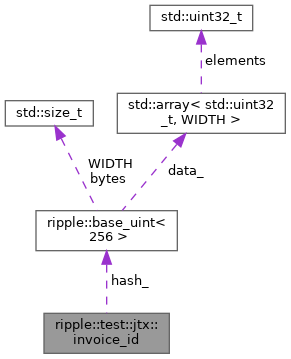 std::uint32_t
elements
std::size_t
std::array< std::uint32
_t, WIDTH >
WIDTH
bytes
data_
ripple::base_uint<
256 >
hash_
ripple::test::jtx::
invoice_id